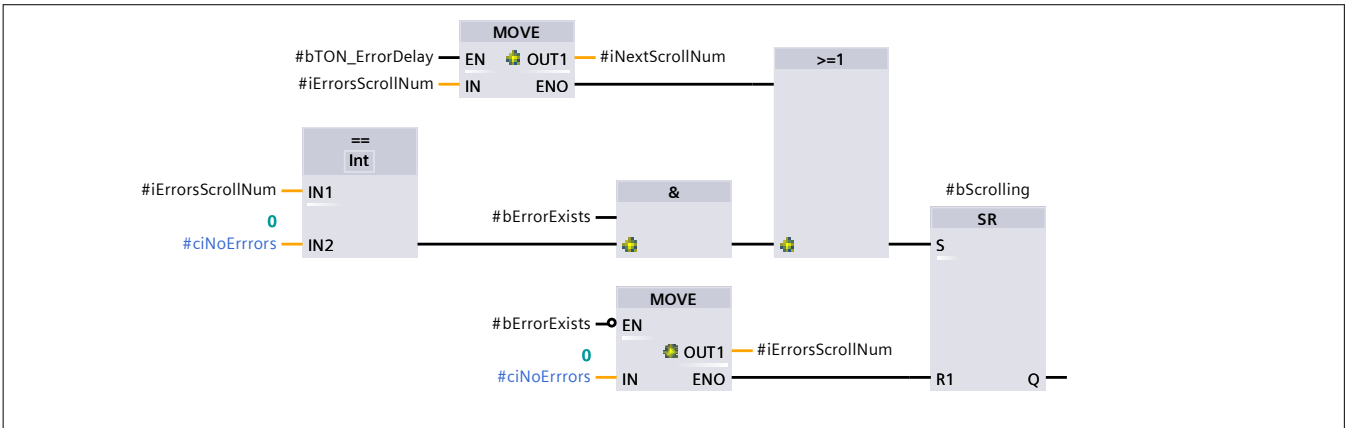 MOVE
#bTON_ErrorDelay EN OUT1 #iNextScrollNum
#iErrorsScrollNum IN ENO
>=1
==
Int
#iErrorsScrollNum IN1
0
#ciNoErrrors IN2
&
#bErrorExists
#bScrolling
SR
S
MOVE
#bErrorExists EN
0 OUT1 #iErrorsScrollNum
#ciNoErrrors IN ENO
R1 Q